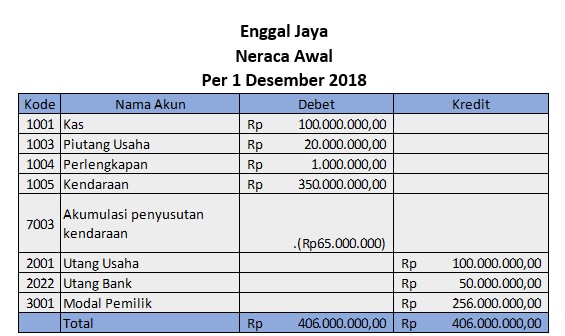 Enggal Jaya
Neraca Awal
Per 1 Desember 2018
Kode Nama Akun Debet Kredit
1001 Kas Rp 100.000.000,00
1003 Piutang Usaha Rp 20.000.000,00
1004 Perlengkapan Rp 1.000.000,00
1005 Kendaraan Rp 350.000.000,00
7003 Akumulasi penyusutan
kendaraan .(Rp65.000.000)
2001 Utang Usaha Rp 100.000.000,00
2022 Utang Bank Rp 50.000.000,00
3001 Modal Pemilik Rp 256.000.000,00
Total Rp 406.000.000,00 Rp 406.000.000,00